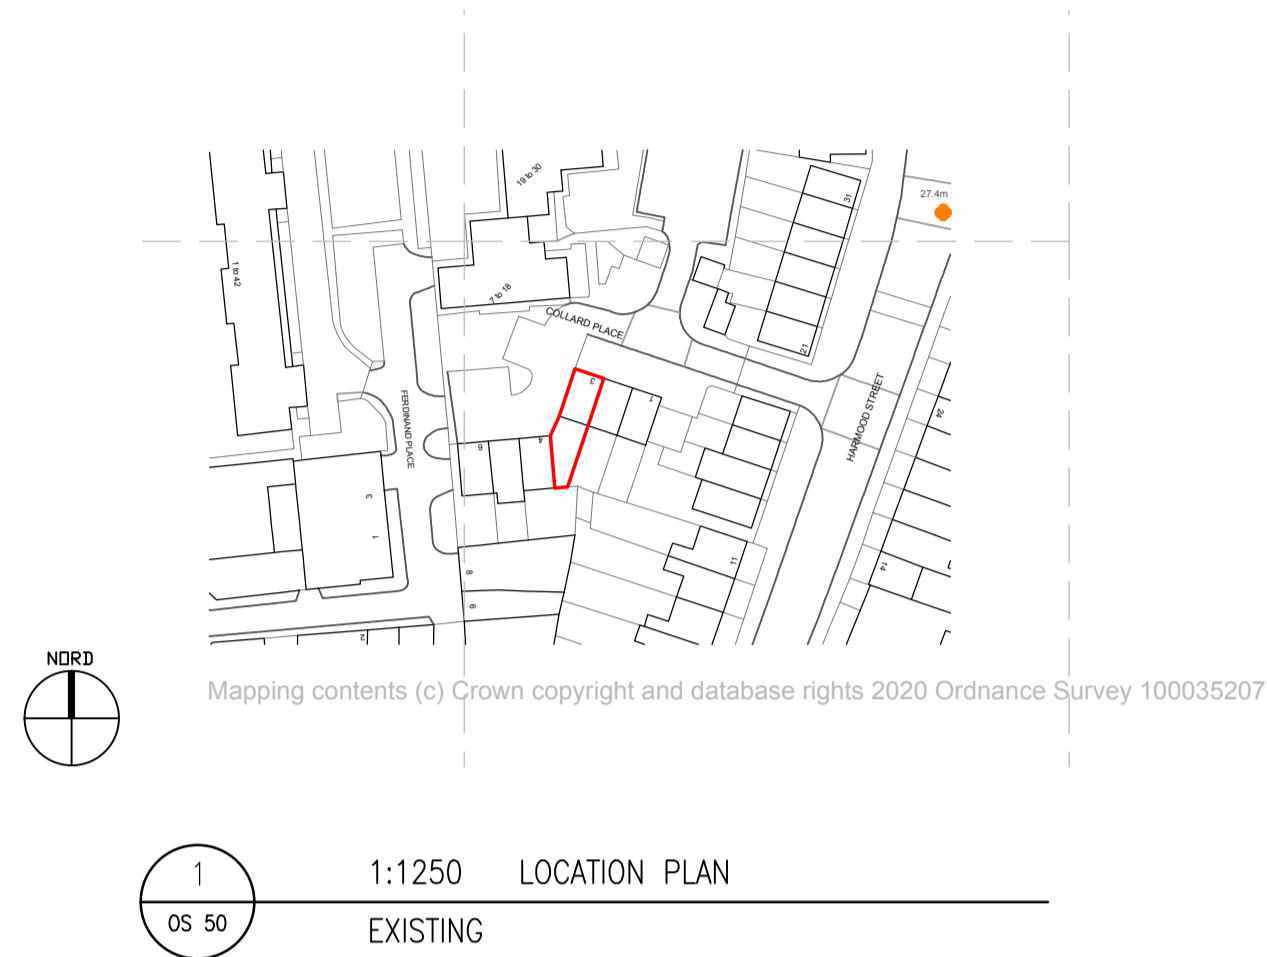 19 to 30
31
27.4m
1 to 42
7 to 18
COLLARD PLACE
21
3
1
FERDINAND PLACE
HARMOOD STREET
24
4
6
3
1
11
14
8
6
2
NORD
Mapping contents (c) Crown copyright and database rights 2020 Ordnance Survey 100035207
1
OS 50
1:1250 LOCATION PLAN
EXISTING